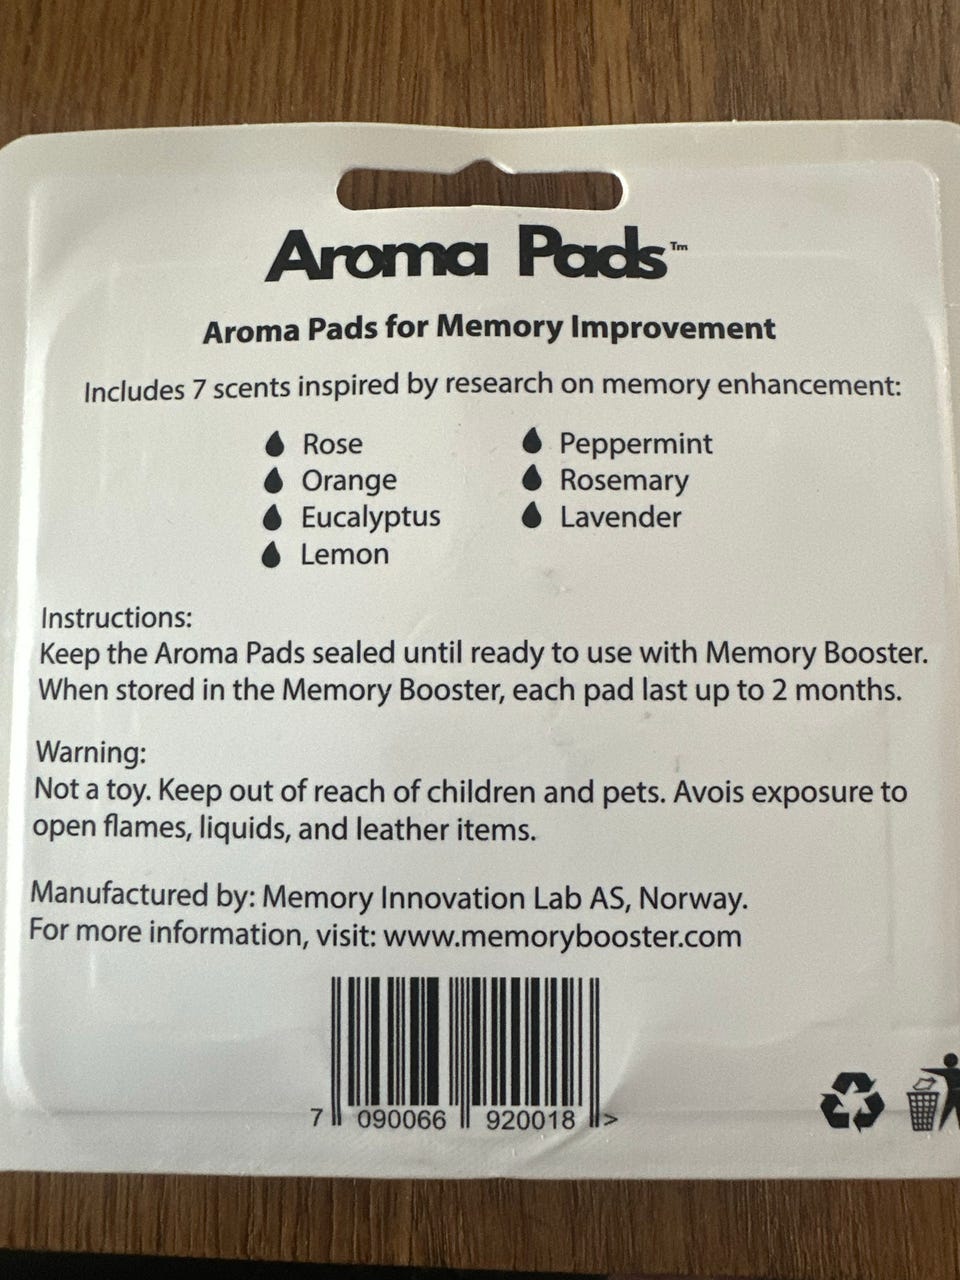 Aroma Pads™
Aroma Pads for Memory Improvement
Includes 7 scents inspired by research on memory enhancement:
Rose
Orange
Eucalyptus
Lemon
Peppermint
Rosemary
Lavender
Instructions:
Keep the Aroma Pads sealed until ready to use with Memory Booster.
When stored in the Memory Booster, each pad last up to 2 months.
Warning:
Not a toy. Keep out of reach of children and pets. Avois exposure to
open flames, liquids, and leather items.
Manufactured by: Memory Innovation Lab AS, Norway.
For more information, visit: www.memorybooster.com
7 090066 920018 >